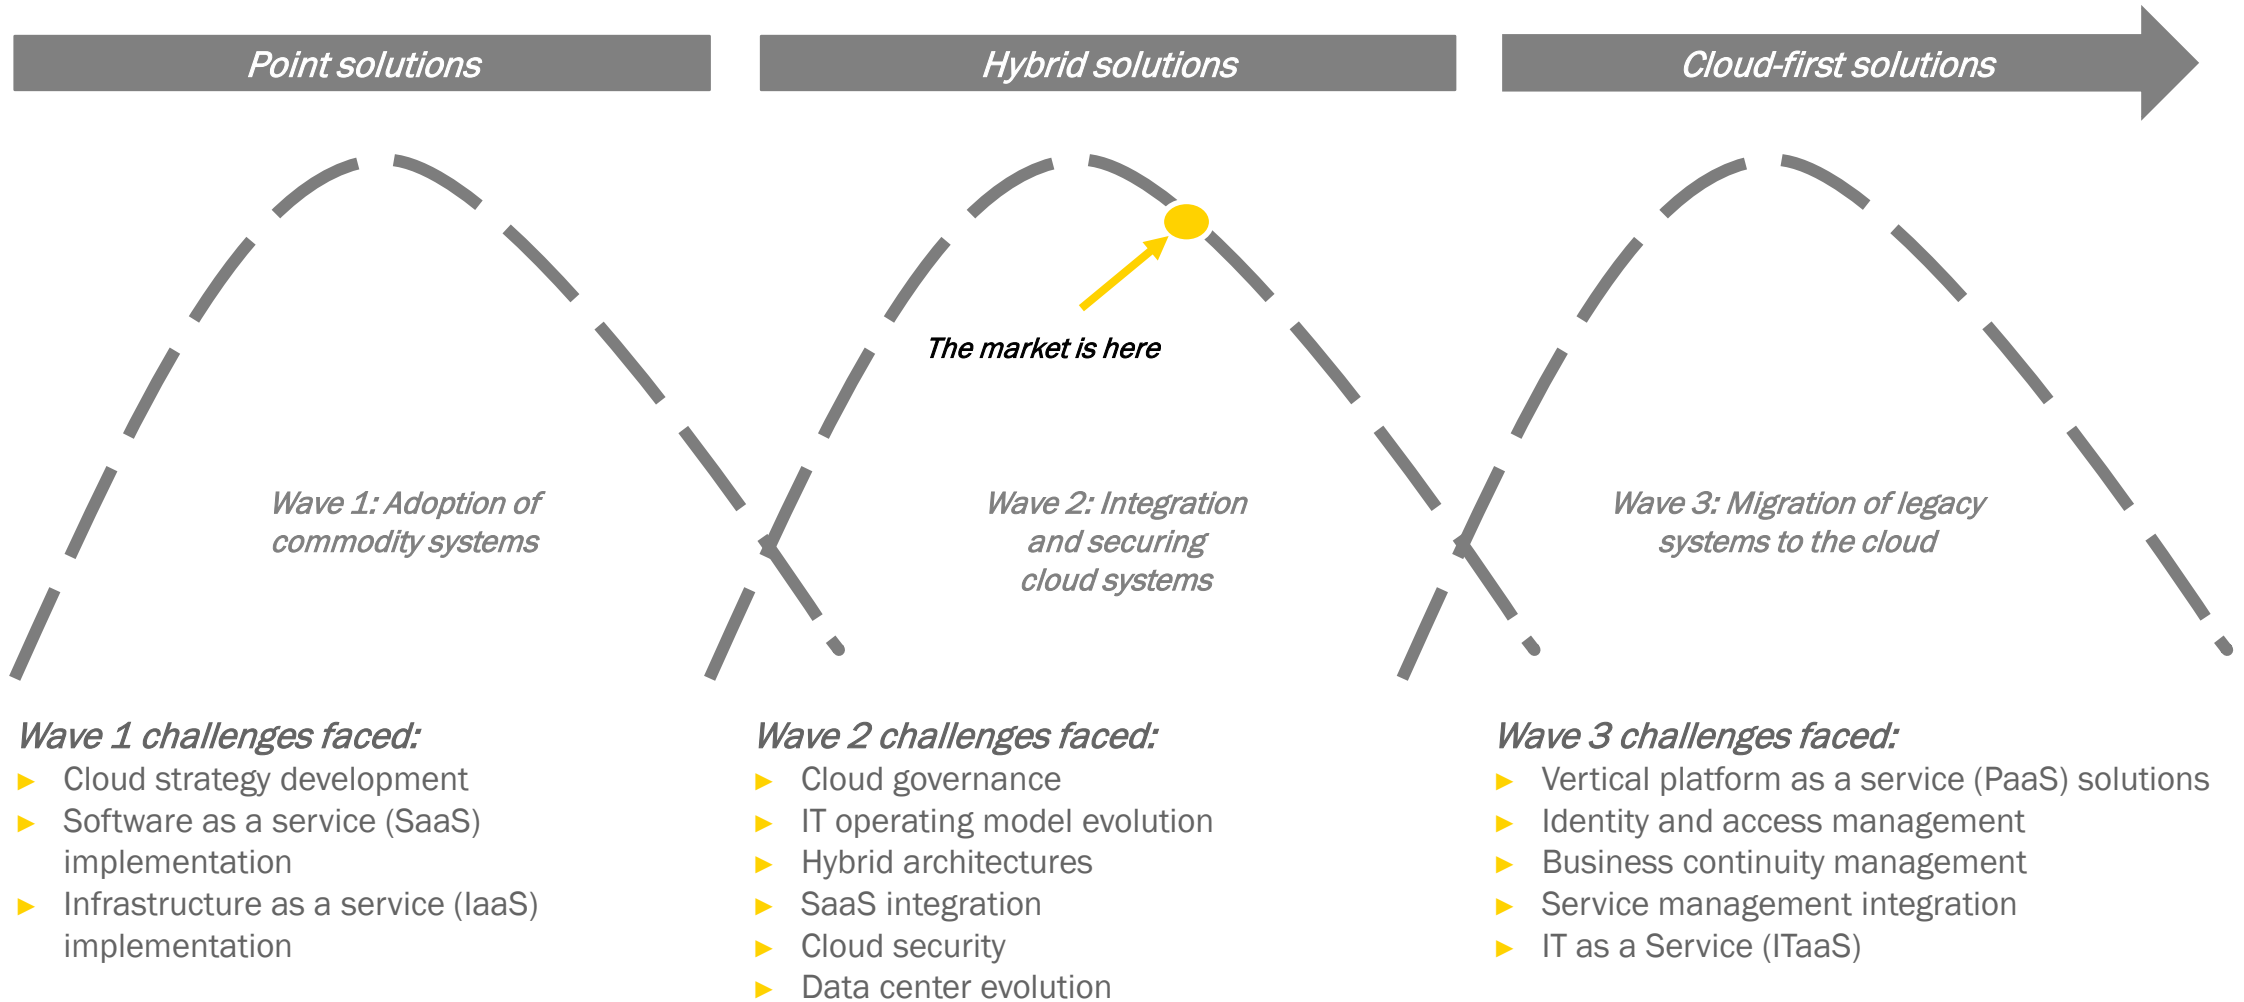 Point solutions
Hybrid solutions
Cloud-first solutions
The market is here
Wave 1: Adoption of
commodity systems
Wave 2: Integration
and securing
cloud systems
Wave 3: Migration of legacy
systems to the cloud
Wave 1 challenges faced:
► Cloud strategy development
► Software as a service (SaaS)
implementation
► Infrastructure as a service (IaaS)
implementation
Wave 2 challenges faced:
► Cloud governance
► IT operating model evolution
► Hybrid architectures
► SaaS integration
► Cloud security
► Data center evolution
Wave 3 challenges faced:
► Vertical platform as a service (PaaS) solutions
► Identity and access management
► Business continuity management
► Service management integration
► IT as a Service (ITaaS)